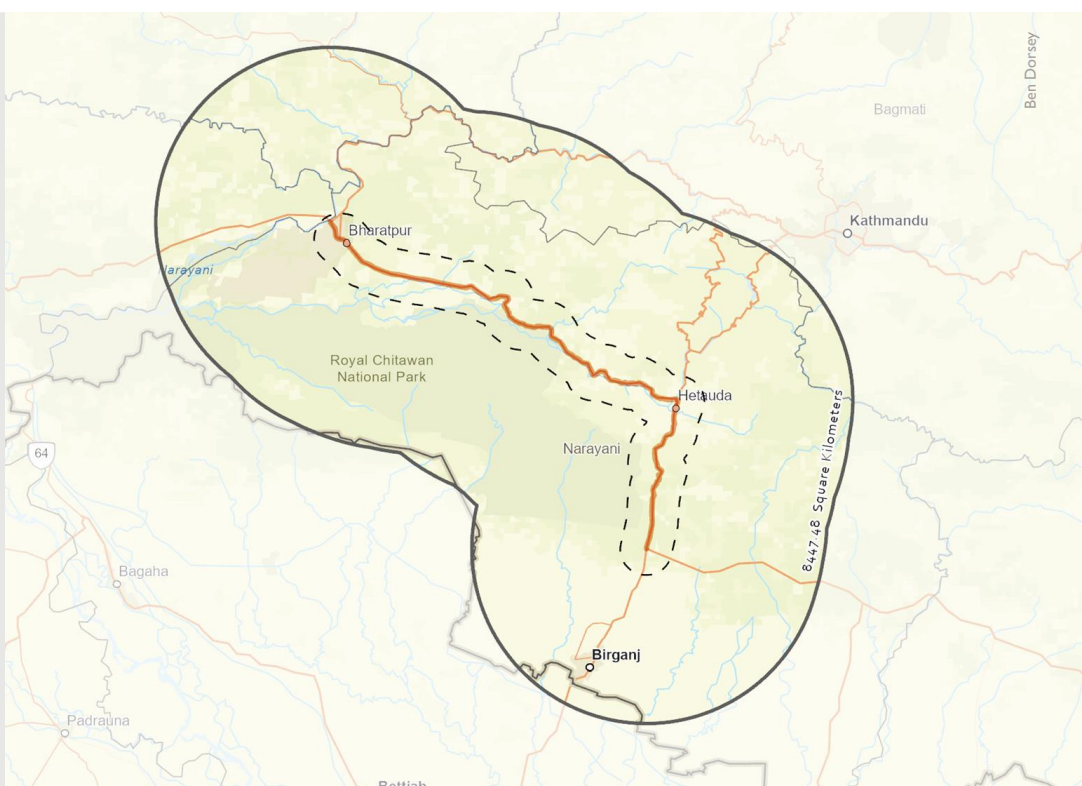 Ben Dorsey
Bagmati
Kathmandu
Bharatpur
Narayani
Royal Chitawan
National Park
Hetauda
8447.48 Square Kilometers
Narayani
64
Bagaha
Birganj
Padrauna
Bettiah